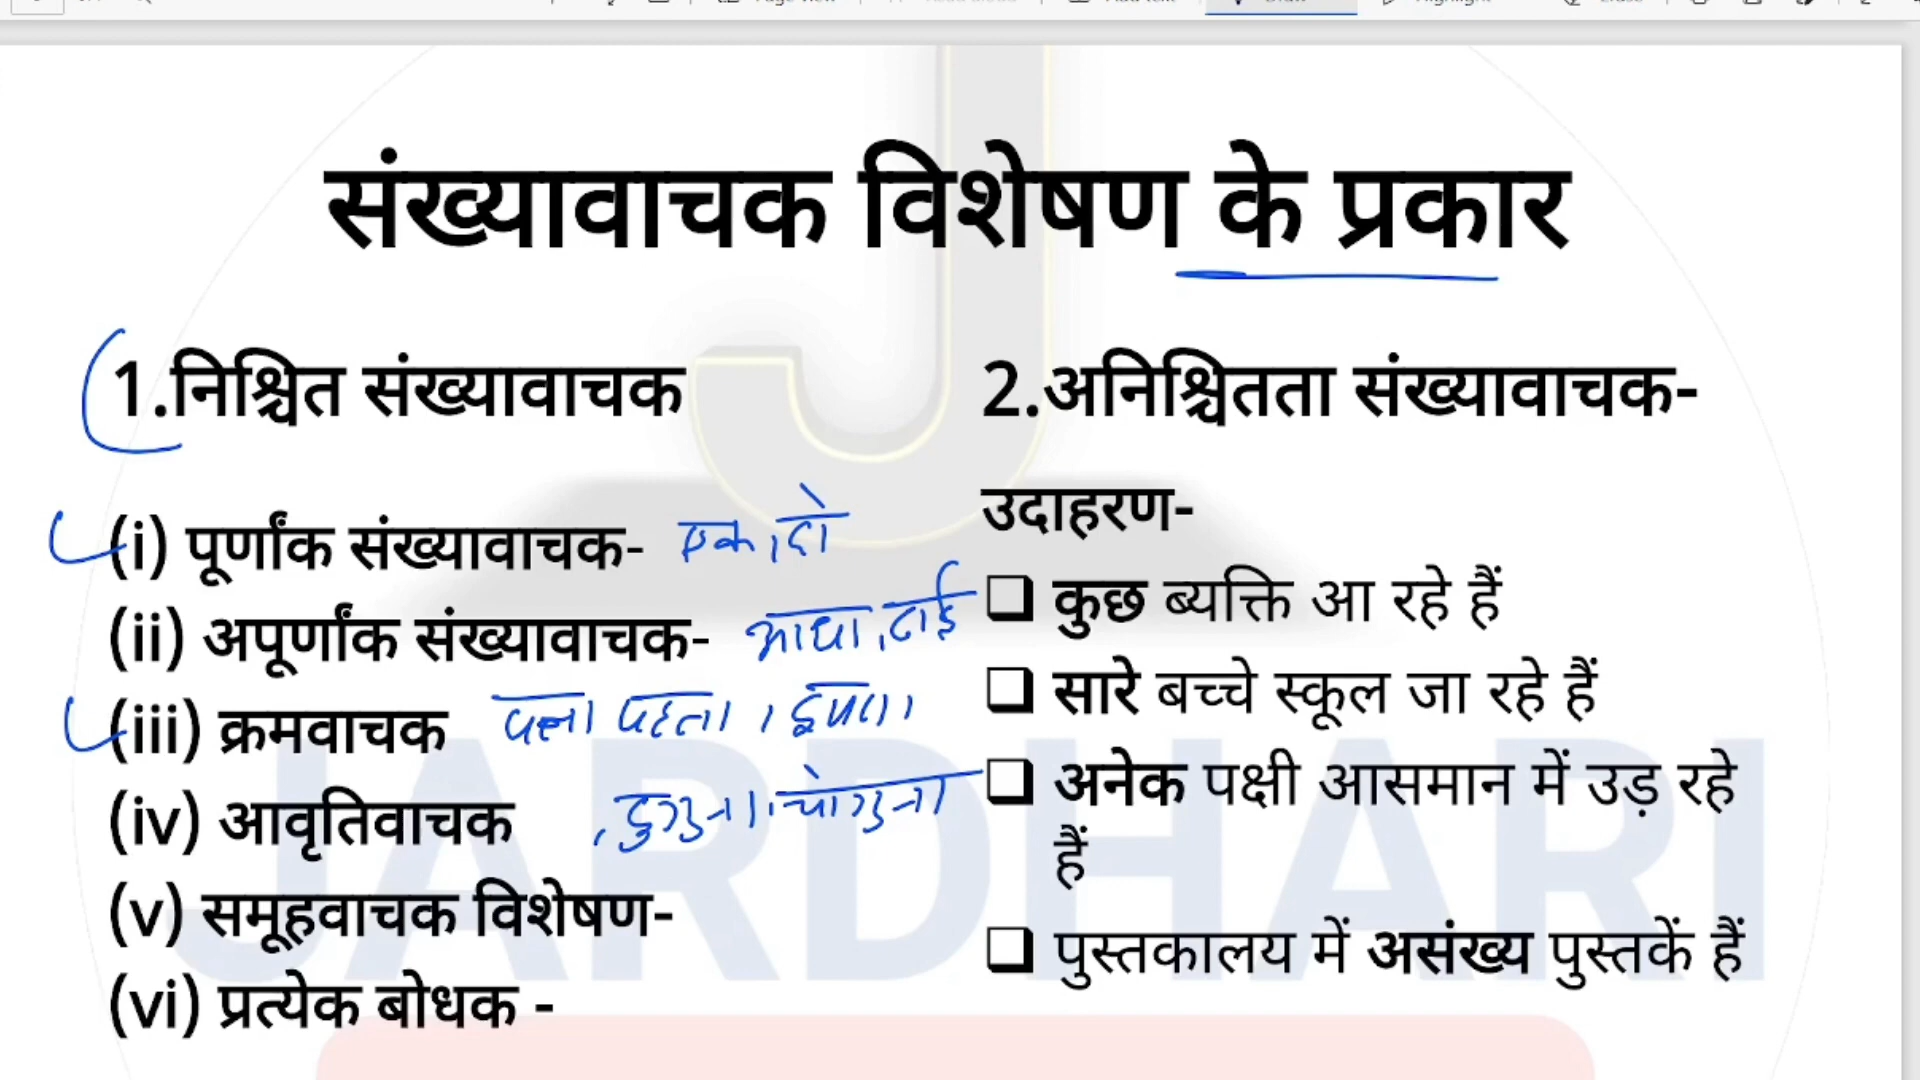 संख्यावाचक विशेषण के प्रकार
1.निश्चित संख्यावाचक
(i) पूर्णांक संख्यावाचक- एक,दो
(ii) अपूर्णांक संख्यावाचक- आधा, ढाई
(iii) क्रमवाचक पहला
(iv) आवृतिवाचक , दुगुना, चोगुना
(v) समूहवाचक विशेषण-
(vi) प्रत्येक बोधक -
2.अनिश्चितता संख्यावाचक-
उदाहरण-
कुछ ब्यक्ति आ रहे हैं
सारे बच्चे स्कूल जा रहे हैं
अनेक पक्षी आसमान में उड़ रहे
हैं
पुस्तकालय में असंख्य पुस्तकें हैं
JARDHARI